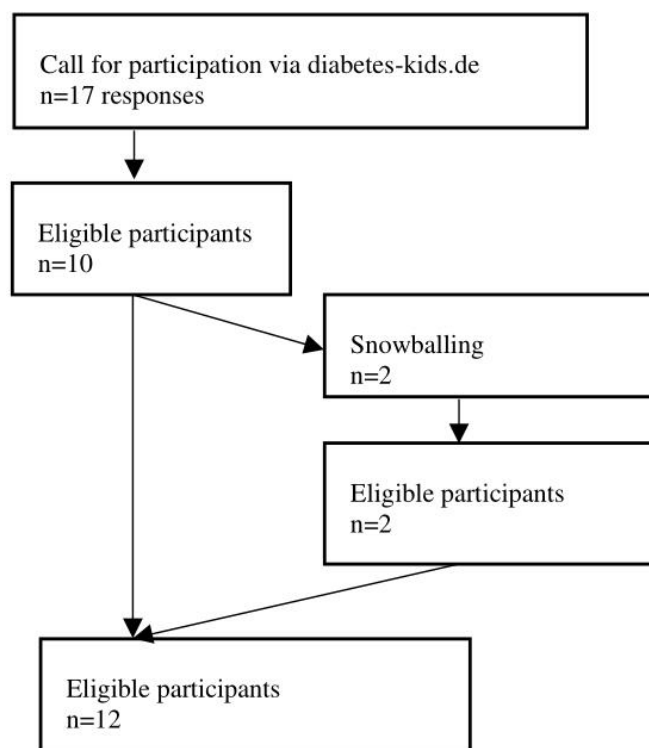 Call for participation via diabetes-kids.de
n=17 responses
Eligible participants
n=10
Snowballing
n=2
Eligible participants
n=2
Eligible participants
n=12